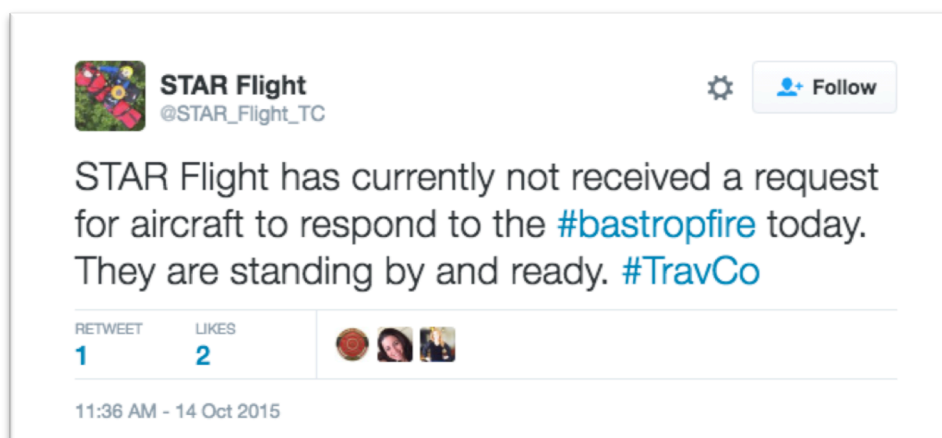 STAR Flight
@STAR_Flight_TC
Follow
STAR Flight has currently not received a request
for aircraft to respond to the #bastropfire today.
They are standing by and ready. #TravCo
RETWEET LIKES
1 2
11:36 AM - 14 Oct 2015